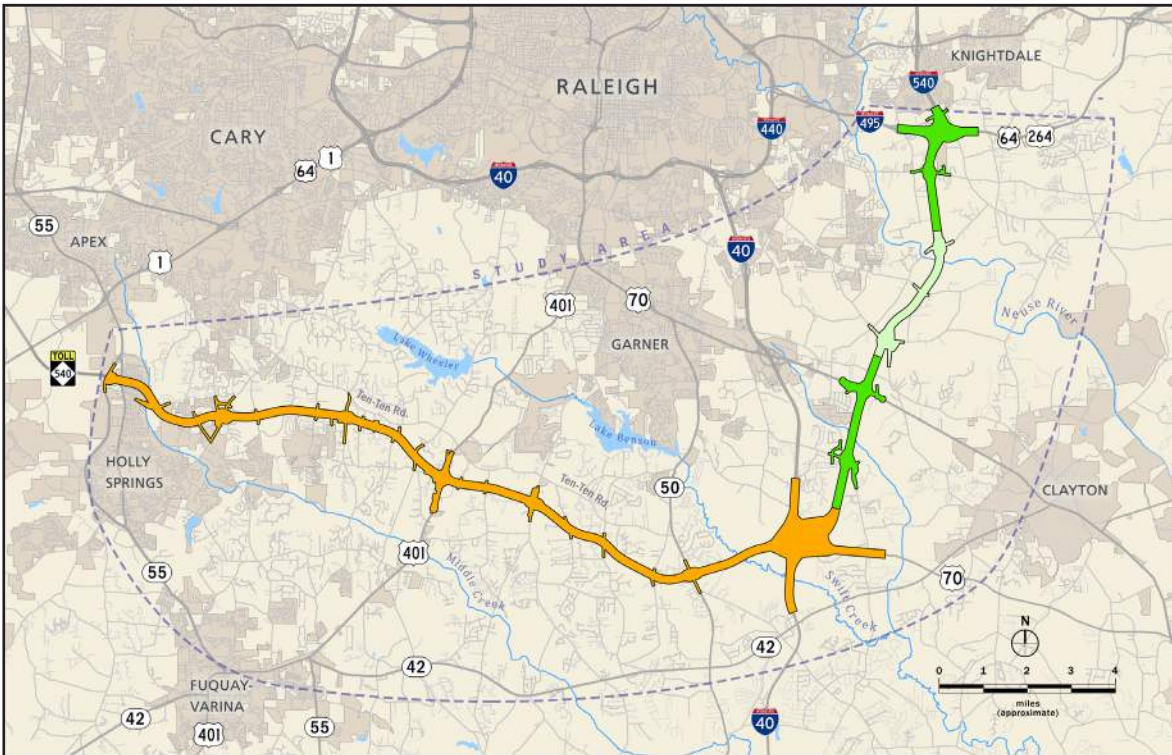 KNIGHTDALE
RALEIGH
540
CARY
440
495
64
264
1
64
40
55
APEX
STUDY AREA
1
40
401
70
Neuse River
GARNER
Lake Wheeler
TOLL
540
Ten-Ten Rd.
Lake Benson
HOLLY
SPRINGS
Ten-Ten Rd.
50
CLAYTON
401
Middle Creek
55
70
Swift Creek
N
42
42
0 1 2 3 4
miles
(approximate)
FUQUAY-
VARINA
42
401
55
40